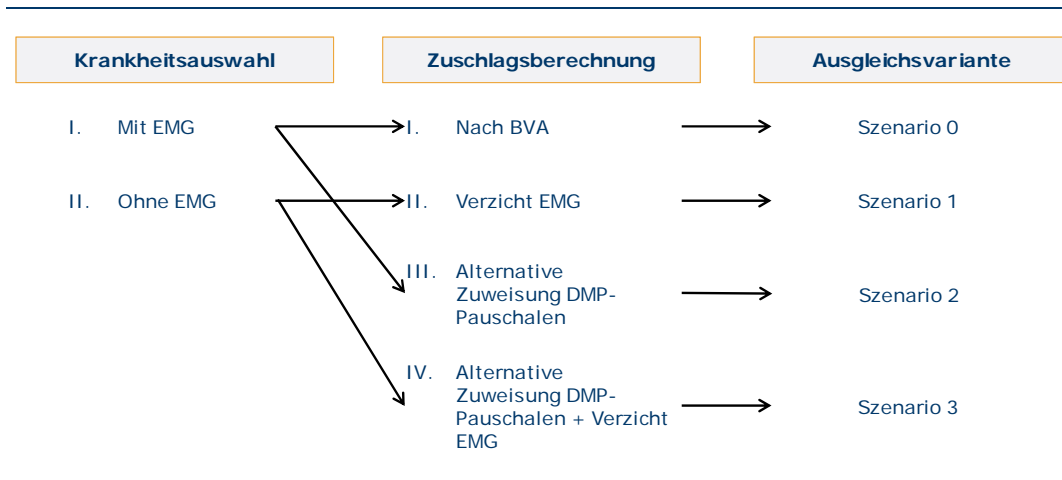 Krankheitsauswahl
Zuschlagsberechnung
Ausgleichsvariante
I. Mit EMG
I. Nach BVA
Szenario 0
II. Ohne EMG
II. Verzicht EMG
Szenario 1
III. Alternative
Zuweisung DMP-
Pauschalen
Szenario 2
IV. Alternative
Zuweisung DMP-
Pauschalen + Verzicht
EMG
Szenario 3